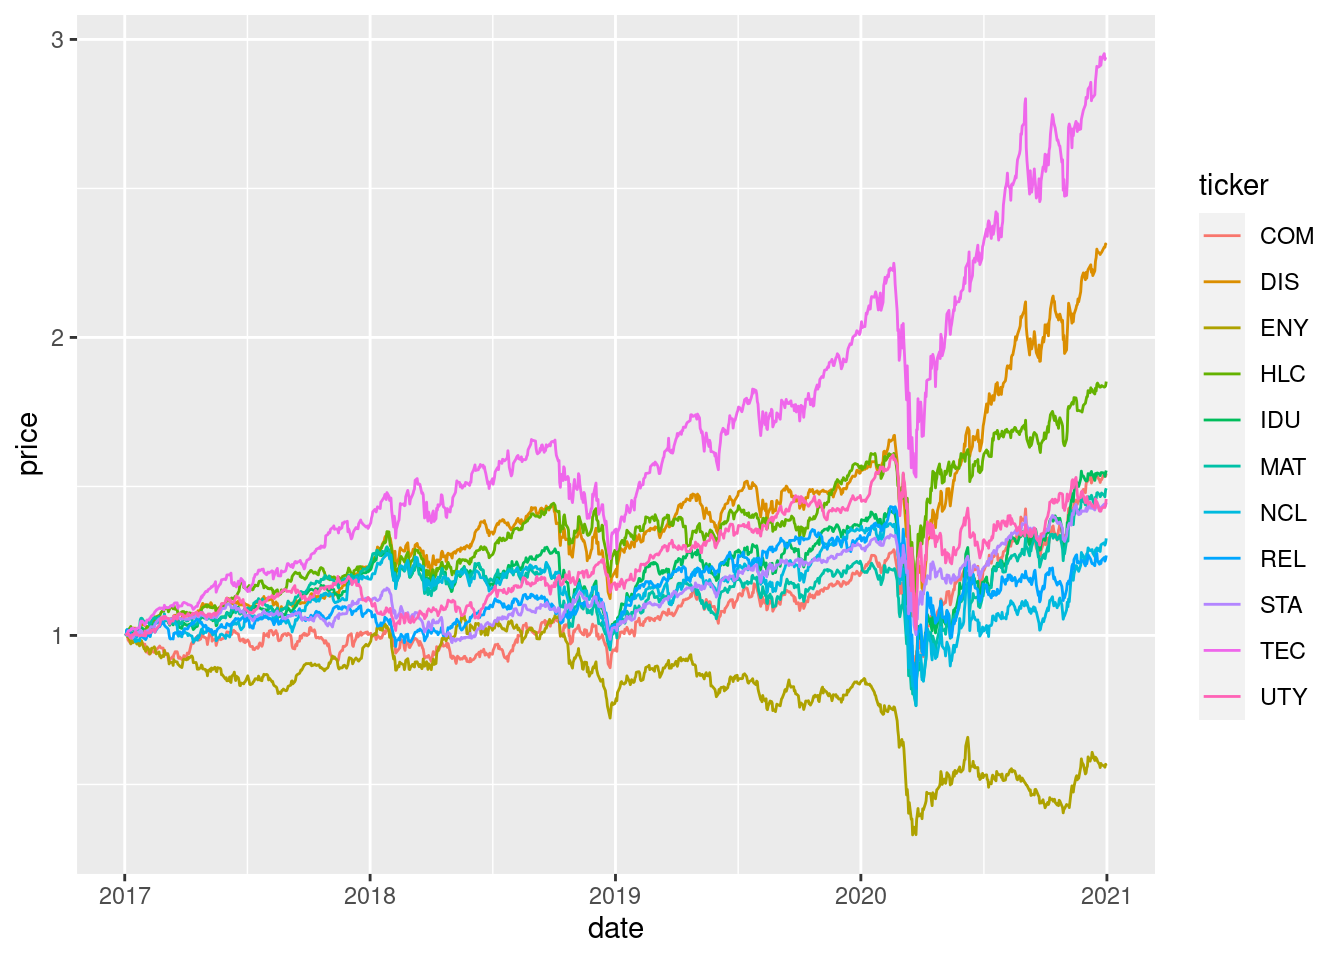 3
2
1
price
2017 2018 2019 2020 2021
date
ticker
COM
DIS
ENY
HLC
IDU
MAT
NCL
REL
STA
TEC
UTY